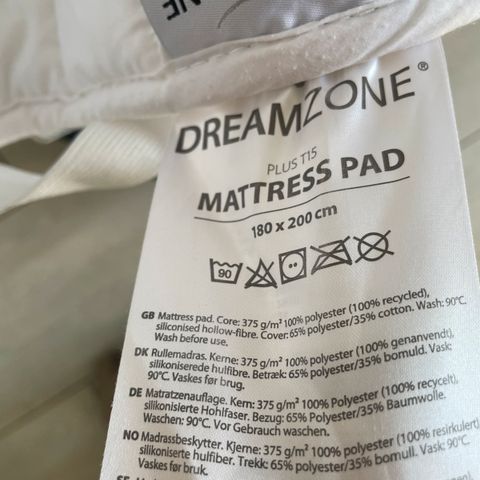 NE
DREAMZONE®
PLUS T15
MATTRESS PAD
180 x 200 cm
90
GB Mattress pad. Core: 375 g/m² 100% polyester (100% recycled),
siliconised hollow-fibre. Cover: 65% polyester/35% cotton. Wash: 90°C.
Wash before use.
DK Rullemadras. Kerne: 375 g/m² 100% polyester (100% genanvendt),
silikoniserede hulfibre. Betræk: 65% polyester/35% bomuld. Vask:
90°C. Vaskes før brug.
DE Matratzenauflage. Kern: 375 g/m² 100% polyester (100% recycelt),
silikonisierte Hohlfaser. Bezug: 65% Polyester/35% Baumwolle.
Waschen: 90°C. Vor Gebrauch waschen.
NO Madrassbeskytter. Kjerne: 375 g/m² 100% polyester (100% resirkulert)
silikoniserte hulfiber. Trekk: 65% polyester/35% bomull. Vask: 90°C.
Vaskes før bruk.